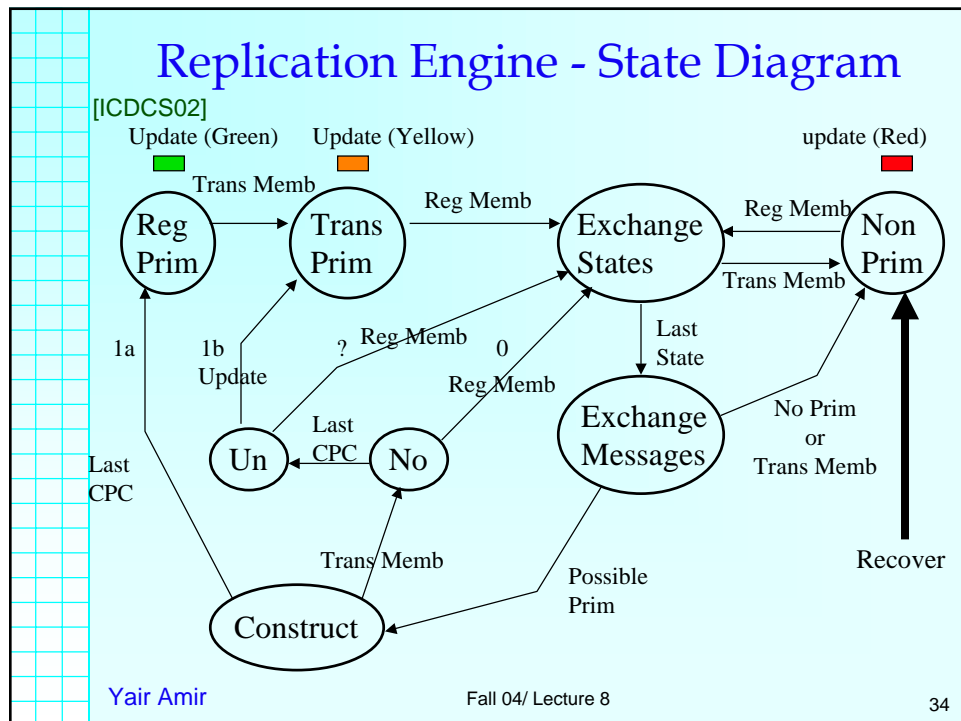 Replication Engine - State Diagram
[ICDCS02]
Update (Green)
Update (Yellow)
update (Red)
Trans Memb
Reg Memb
Reg Memb
Trans Memb
Reg
Prim
Trans
Prim
Exchange
States
Non
Prim
1a
1b
Update
?
Reg Memb
0
Reg Memb
Last
State
Exchange
Messages
No Prim
or
Trans Memb
Last
CPC
Un
No
Last
CPC
Trans Memb
Possible
Prim
Recover
Construct
Yair Amir
Fall 04/ Lecture 8
34